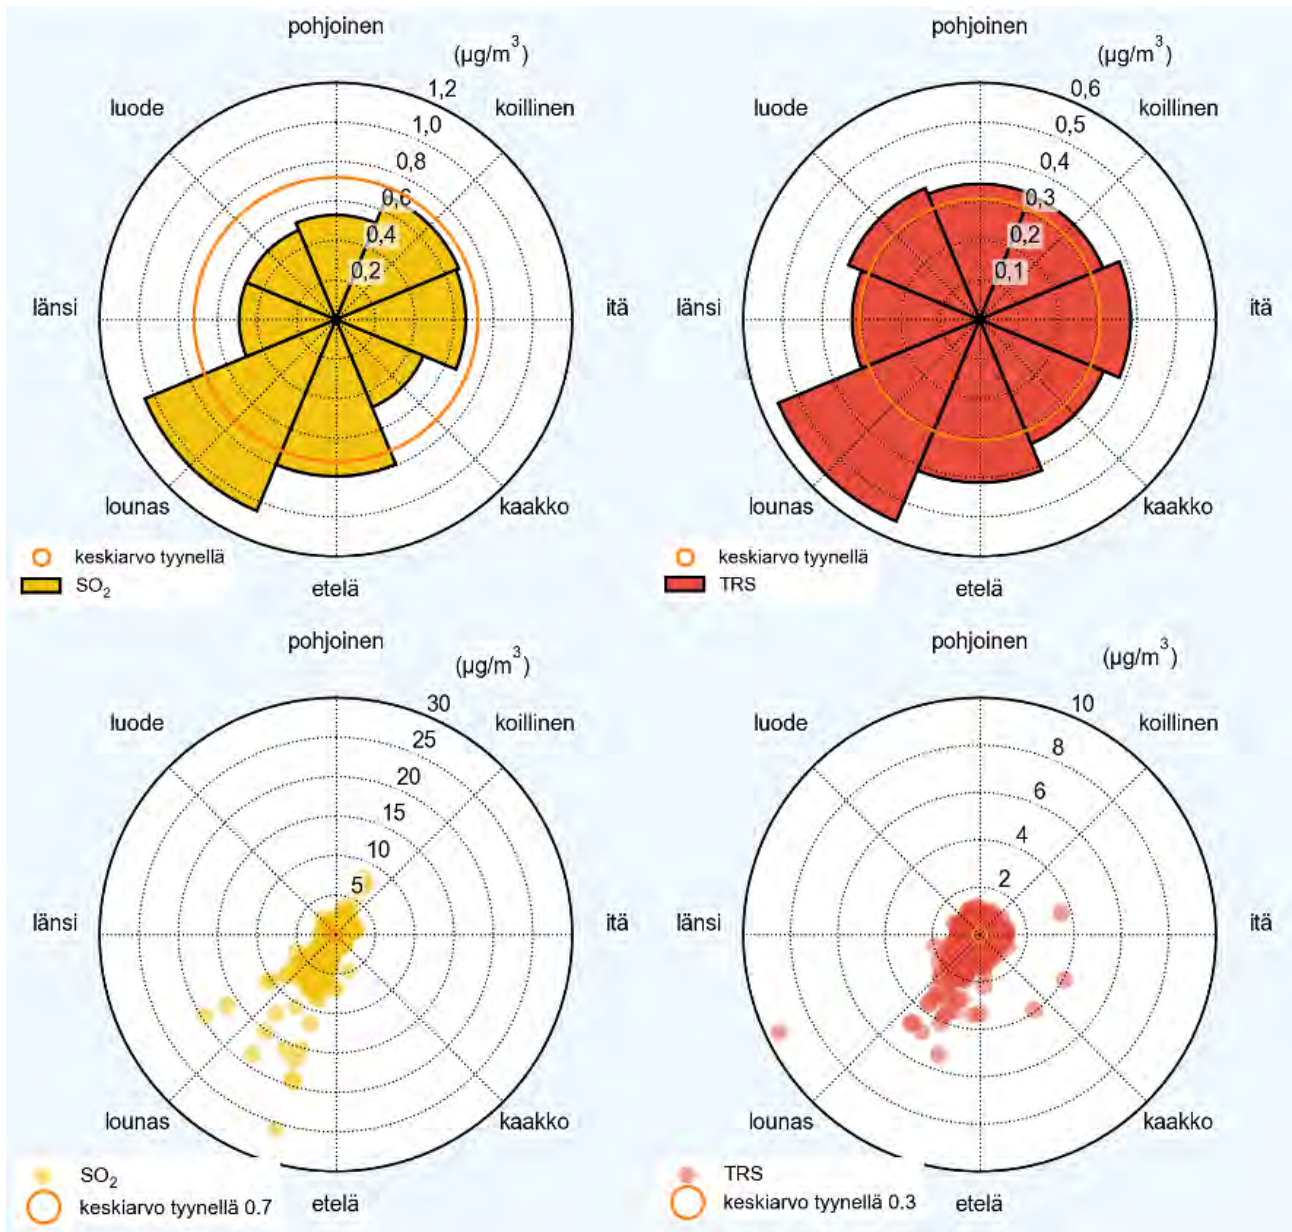 pohjoinen
(µg/m³)
1,2
luode
koillinen
1,0
0,8
0,6
0,4
0,2
länsi
itä
lounas
kaakko
keskiarvo tyynellä
SO₂
etelä
pohjoinen
(µg/m³)
0,6
luode
koillinen
0,5
0,4
0,3
0,2
0,1
länsi
itä
lounas
kaakko
keskiarvo tyynellä
TRS
etelä
pohjoinen
(µg/m³)
30
luode
koillinen
25
20
15
10
5
länsi
itä
lounas
kaakko
SO₂
keskiarvo tyynellä 0.7
etelä
pohjoinen
(µg/m³)
10
luode
koillinen
8
6
4
2
länsi
itä
lounas
kaakko
TRS
keskiarvo tyynellä 0.3
etelä